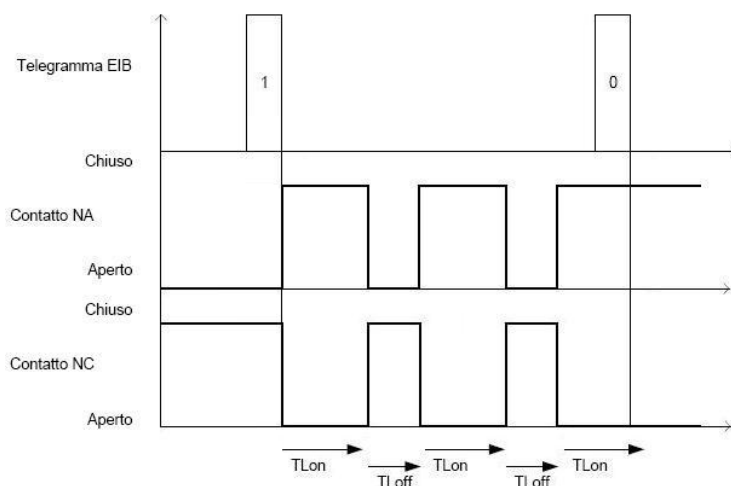 Telegramma EIB
1
0
Chiuso
Contatto NA
Aperto
Chiuso
Contatto NC
Aperto
TLon
TLoff
TLon
TLoff
TLon